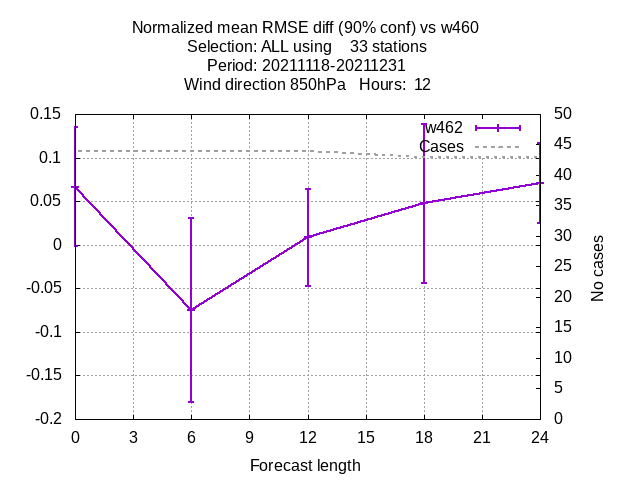 Normalized mean RMSE diff (90% conf) vs w460
Selection: ALL using    33 stations
Period: 20211118-20211231
Wind direction 850hPa   Hours:  12
w462
Cases
0.15
0.1
0.05
0
-0.05
-0.1
-0.15
-0.2
50
45
40
35
30
25
20
15
10
5
0
No cases
0 3 6 9 12 15 18 21 24
Forecast length